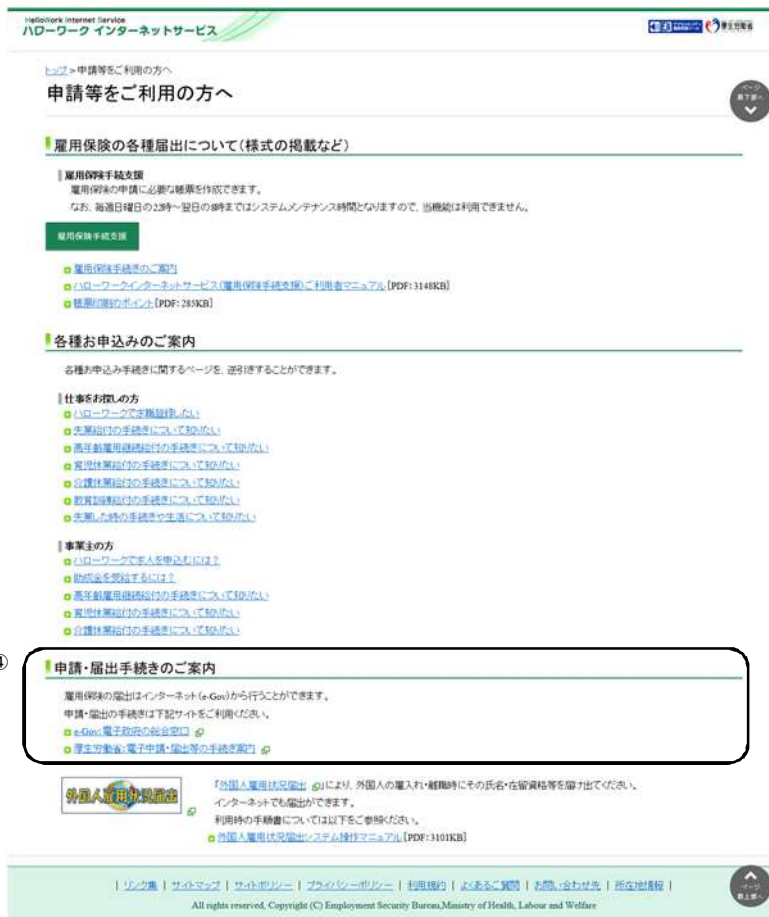 HelloWork Internet Service
ハローワーク インターネットサービス
厚生労働省
トップ > 申請等をご利用の方へ
申請等をご利用の方へ
ページ
最下部へ
雇用保険の各種届出について（様式の掲載など）
雇用保険手続支援
雇用保険の申請に必要な帳票を作成できます。
なお、毎週日曜日の22時～翌日の8時まではシステムメンテナンス時間となりますので、当機能は利用できません。
雇用保険手続支援
雇用保険手続きのご案内
ハローワークインターネットサービス（雇用保険手続支援）ご利用者マニュアル [PDF：3148KB]
帳票印刷のポイント [PDF：285KB]
各種お申込みのご案内
各種お申込み手続きに関するページを、逆引きすることができます。
仕事をお探しの方
ハローワークで求職登録したい
失業給付の手続きについて知りたい
高年齢雇用継続給付の手続きについて知りたい
育児休業給付の手続きについて知りたい
介護休業給付の手続きについて知りたい
教育訓練給付の手続きについて知りたい
失業した時の手続きや生活について知りたい
事業主の方
ハローワークで求人を申込むには？
助成金を受給するには？
高年齢雇用継続給付の手続きについて知りたい
育児休業給付の手続きについて知りたい
介護休業給付の手続きについて知りたい
④
申請・届出手続きのご案内
雇用保険の届出はインターネット（e-Gov）から行うことができます。
申請・届出の手続きは下記サイトをご利用ください。
e-Gov：電子政府の総合窓口
厚生労働省：電子申請・届出等の手続き案内
外国人雇用状況届出
「外国人雇用状況届出」により、外国人の雇入れ・離職時にその氏名・在留資格等を届け出てください。
インターネットでも届出ができます。
利用時の手順書については以下をご参照ください。
外国人雇用状況届出システム操作マニュアル [PDF：3101KB]
| リンク集 | サイトマップ | サイトポリシー | プライバシーポリシー | 利用規約 | よくあるご質問 | お問い合わせ先 | 所在地情報 |
ページ
最上部へ
All rights reserved, Copyright (C) Employment Security Bureau,Ministry of Health, Labour and Welfare